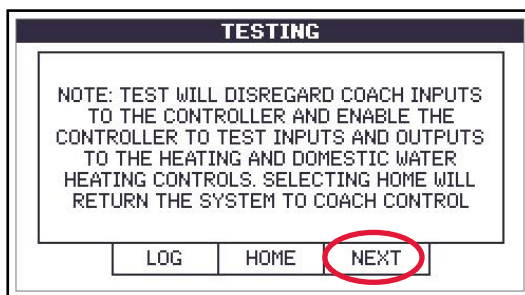 TESTING
NOTE: TEST WILL DISREGARD COACH INPUTS
TO THE CONTROLLER AND ENABLE THE
CONTROLLER TO TEST INPUTS AND OUTPUTS
TO THE HEATING AND DOMESTIC WATER
HEATING CONTROLS. SELECTING HOME WILL
RETURN THE SYSTEM TO COACH CONTROL
LOG HOME NEXT